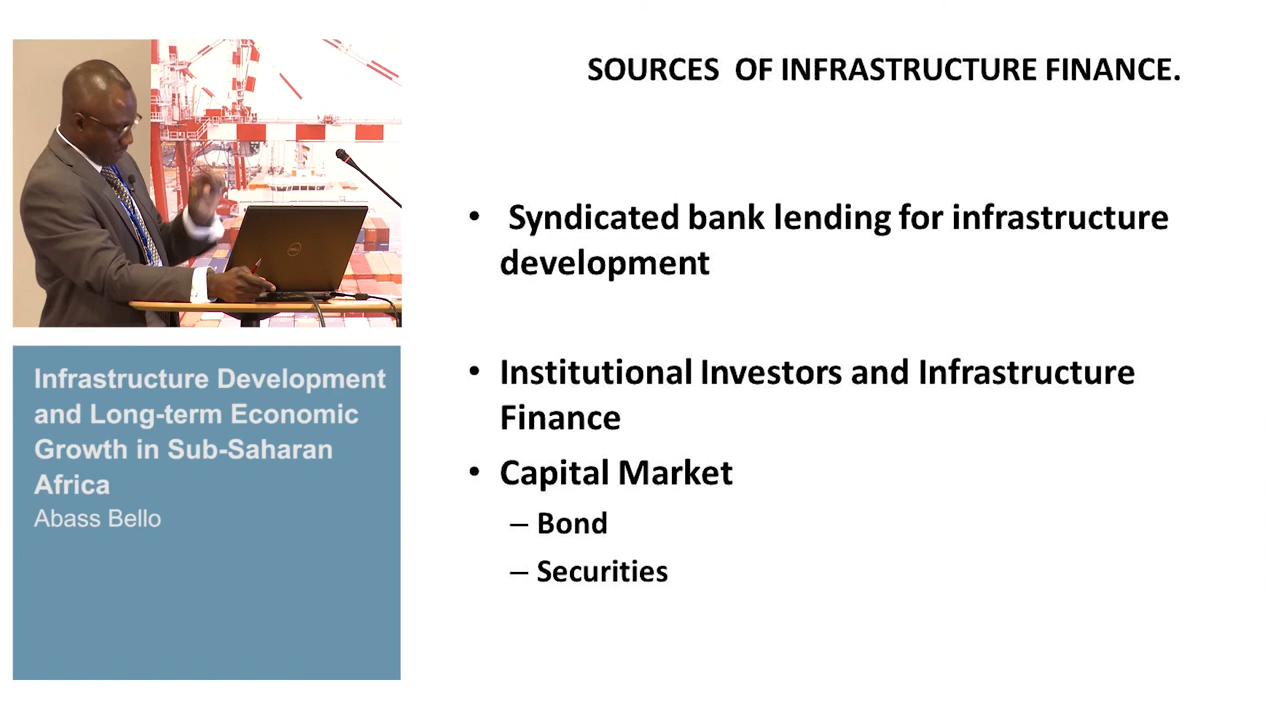 SOURCES OF INFRASTRUCTURE FINANCE.
• Syndicated bank lending for infrastructure
development
• Institutional Investors and Infrastructure
Finance
• Capital Market
– Bond
– Securities
Infrastructure Development
and Long-term Economic
Growth in Sub-Saharan
Africa
Abass Bello
DELL